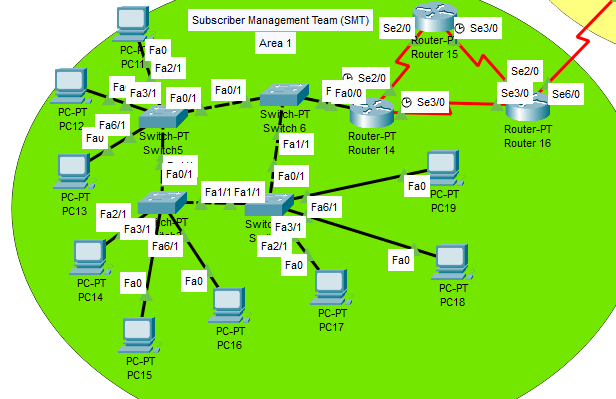 Subscriber Management Team (SMT)
Area 1
Se2/0
Se3/0
Router-PT
Router 15
PC11
Fa0
Fa2/1
Fa3/1
Fa0/1
Fa0/1
Fa0/0
Se2/0
Se3/0
Se2/0
Se3/0
Se6/0
PC-PT
PC12
Fa6/1
Switch-PT
Switch5
Switch-PT
Switch 6
Router-PT
Router 14
Router-PT
Router 16
Fa1/1
PC-PT
PC13
Fa0/1
Fa0/1
Fa1/1
Fa1/1
Fa0
PC-PT
PC19
Fa2/1
Fa3/1
Fa6/1
Fa6/1
Fa3/1
Fa2/1
Fa0
Fa0
PC-PT
PC14
Fa0
Fa0
PC-PT
PC18
PC-PT
PC17
PC-PT
PC16
PC-PT
PC15